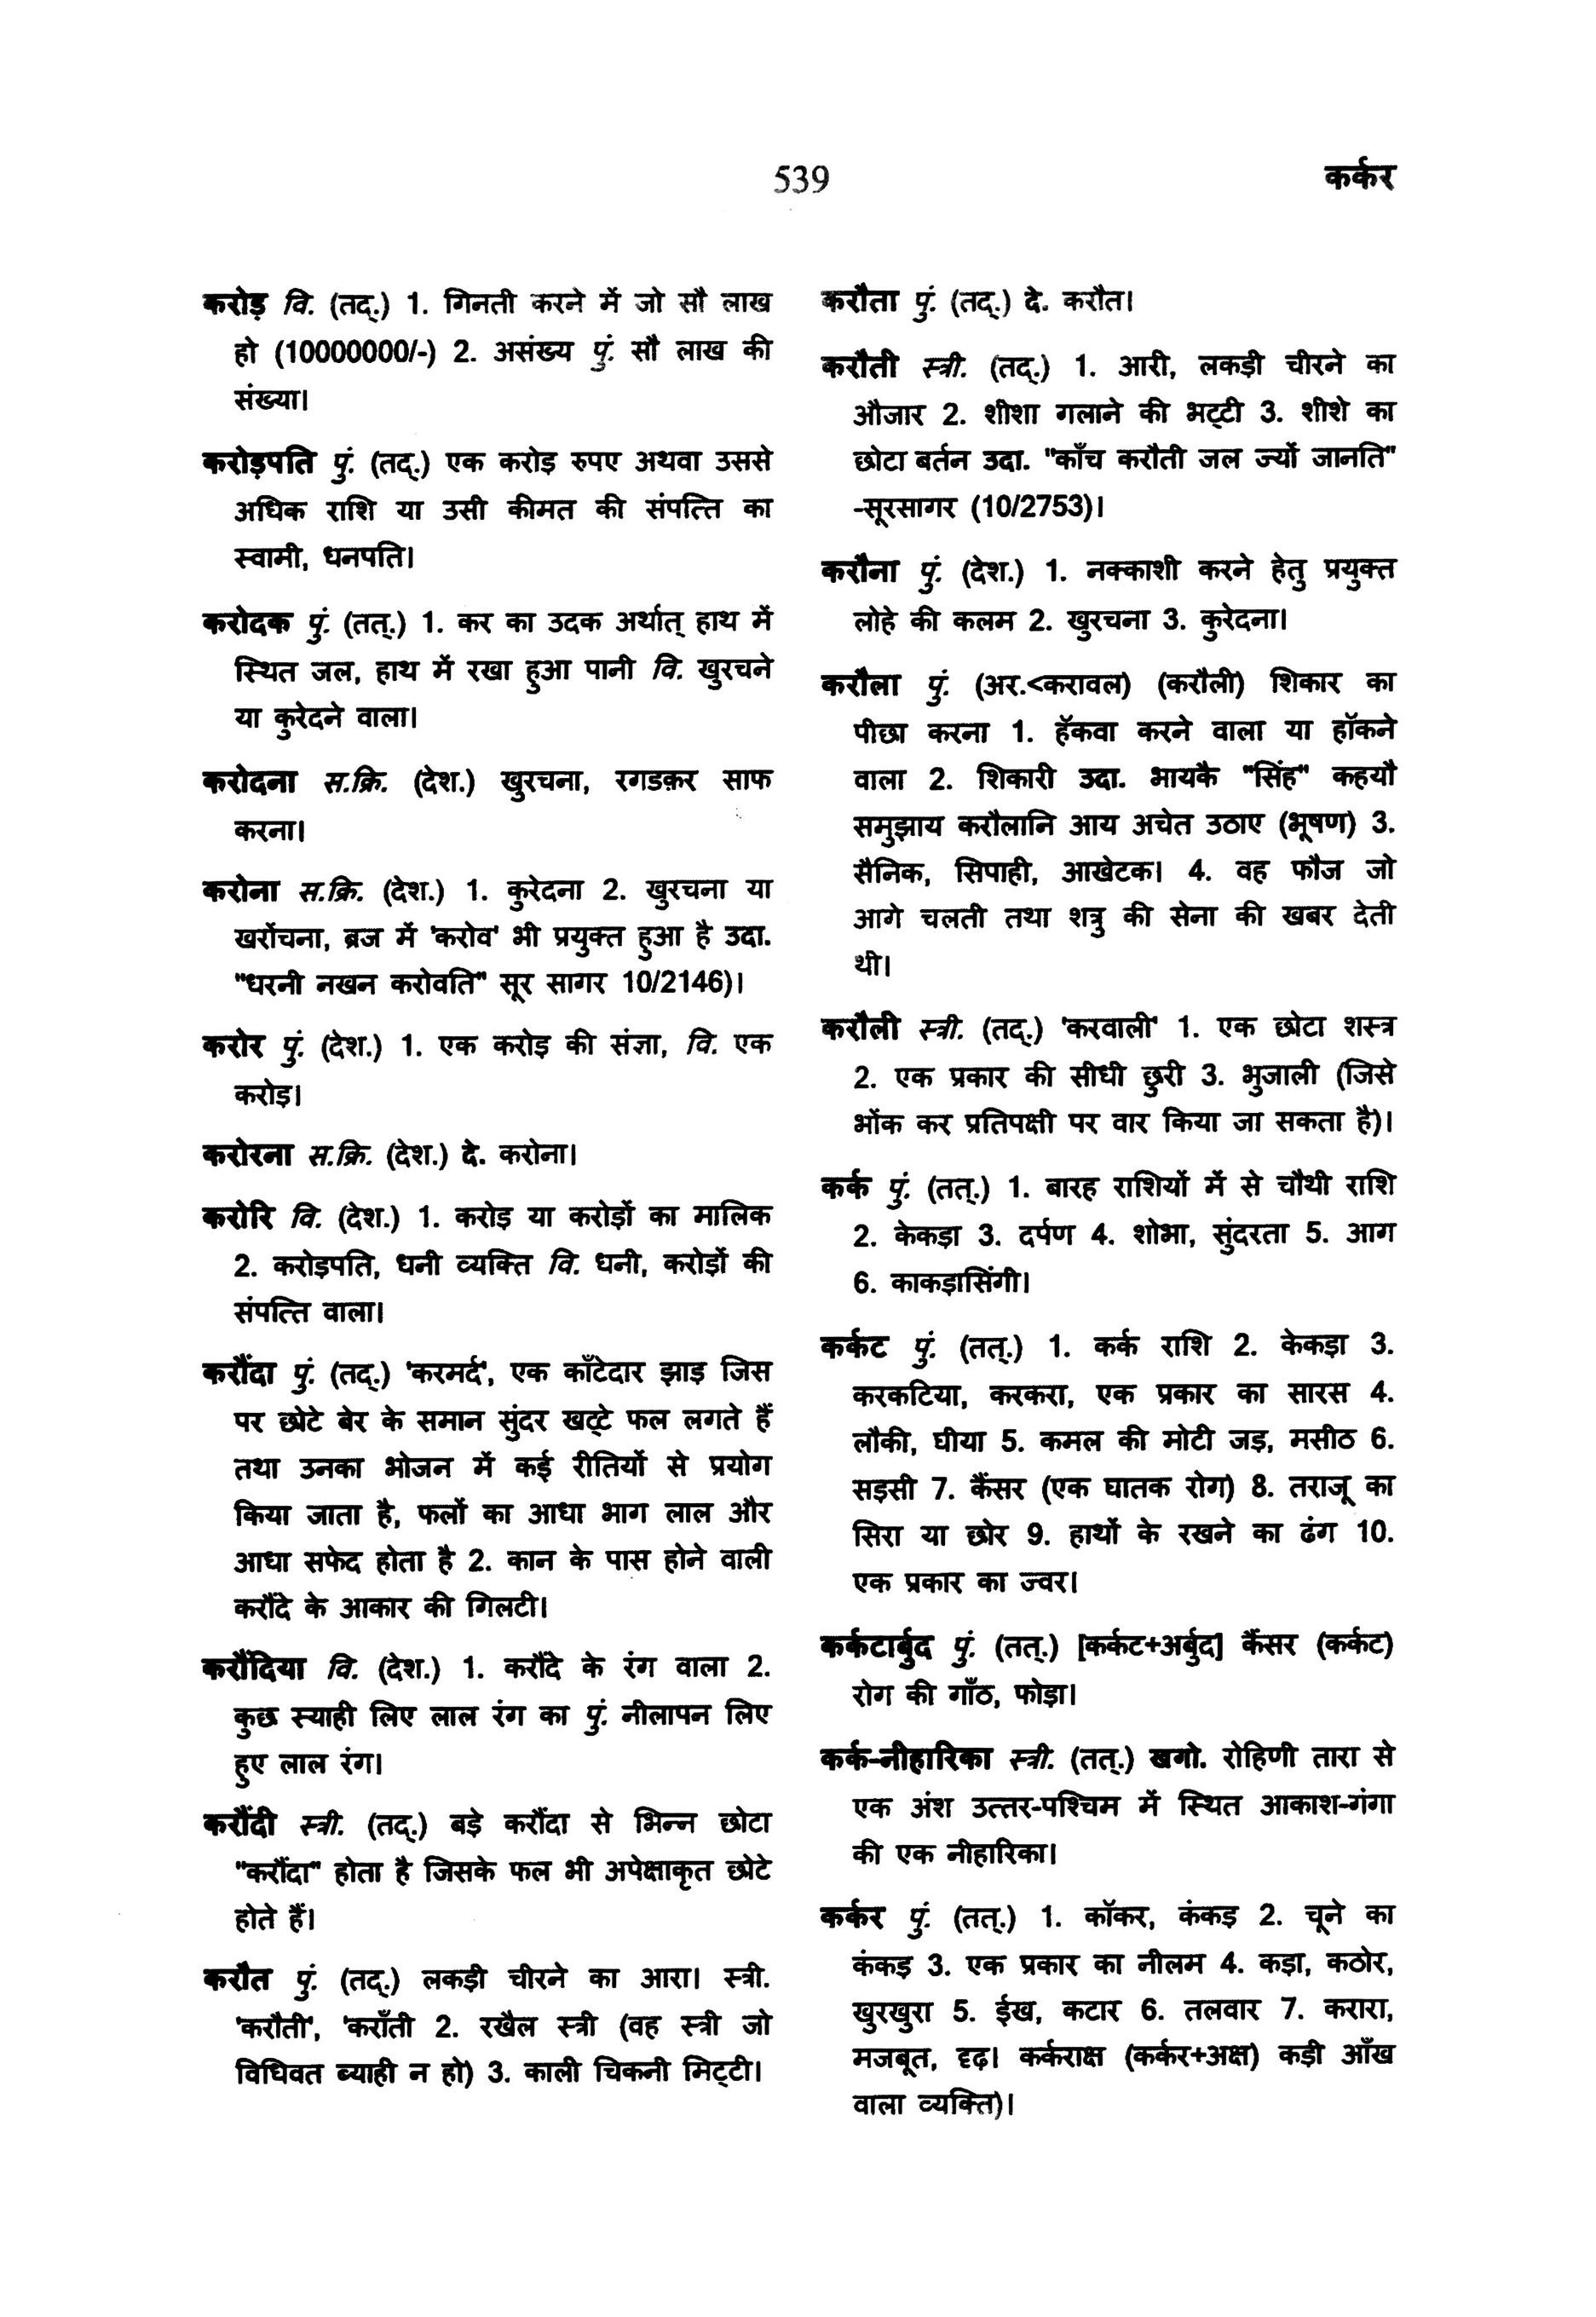 539
कर्कर
करोड़ वि. (तद्.) 1. गिनती करने में जो सौ लाख
हो (10000000/-) 2. असंख्य पुं. सौ लाख की
संख्या।
करोड़पति पुं. (तद्.) एक करोड़ रुपए अथवा उससे
अधिक राशि या उसी कीमत की संपत्ति का
स्वामी, धनपति।
करोदक पुं. (तत्.) 1. कर का उदक अर्थात् हाथ में
स्थित जल, हाथ में रखा हुआ पानी वि. खुरचने
या कुरेदने वाला।
करोदना स.क्रि. (देश.) खुरचना, रगडक़र साफ
करना।
करोना स.क्रि. (देश.) 1. कुरेदना 2. खुरचना या
खरोंचना, ब्रज में 'करोव' भी प्रयुक्त हुआ है उदा.
"धरनी नखन करोवति" सूर सागर 10/2146)।
करोर पुं. (देश.) 1. एक करोड़ की संज्ञा, वि. एक
करोड़।
करोरना स.क्रि. (देश.) दे. करोना।
करोरि वि. (देश.) 1. करोड़ या करोड़ों का मालिक
2. करोड़पति, धनी व्यक्ति वि. धनी, करोड़ों की
संपत्ति वाला।
करौंदा पुं. (तद्.) 'करमर्द', एक काँटेदार झाड़ जिस
पर छोटे बेर के समान सुंदर खट्टे फल लगते हैं
तथा उनका भोजन में कई रीतियों से प्रयोग
किया जाता है, फलों का आधा भाग लाल और
आधा सफेद होता है 2. कान के पास होने वाली
करौंदे के आकार की गिलटी।
करौंदिया वि. (देश.) 1. करौंदे के रंग वाला 2.
कुछ स्याही लिए लाल रंग का पुं. नीलापन लिए
हुए लाल रंग।
करौंदी स्त्री. (तद्.) बड़े करौंदा से भिन्न छोटा
"करौंदा" होता है जिसके फल भी अपेक्षाकृत छोटे
होते हैं।
करौत पुं. (तद्.) लकड़ी चीरने का आरा। स्त्री.
'करौती', 'कराँती 2. रखैल स्त्री (वह स्त्री जो
विधिवत ब्याही न हो) 3. काली चिकनी मिट्टी।
करौता पुं. (तद्.) दे. करौत।
करौती स्त्री. (तद्.) 1. आरी, लकड़ी चीरने का
औजार 2. शीशा गलाने की भट्टी 3. शीशे का
छोटा बर्तन उदा. "काँच करौती जल ज्यों जानति"
-सूरसागर (10/2753)।
करौना पुं. (देश.) 1. नक्काशी करने हेतु प्रयुक्त
लोहे की कलम 2. खुरचना 3. कुरेदना।
करौला पुं. (अर.<करावल) (करौली) शिकार का
पीछा करना 1. हॅकवा करने वाला या हॉकने
वाला 2. शिकारी उदा. भायकै "सिंह" कहयौ
समुझाय करौलानि आय अचेत उठाए (भूषण) 3.
सैनिक, सिपाही, आखेटक। 4. वह फौज जो
आगे चलती तथा शत्रु की सेना की खबर देती
थी।
करौली स्त्री. (तद्.) 'करवाली' 1. एक छोटा शस्त्र
2. एक प्रकार की सीधी छुरी 3. भुजाली (जिसे
भोंक कर प्रतिपक्षी पर वार किया जा सकता है)।
कर्क पुं. (तत्.) 1. बारह राशियों में से चौथी राशि
2. केकड़ा 3. दर्पण 4. शोभा, सुंदरता 5. आग
6. काकड़ासिंगी।
कर्कट पुं. (तत्.) 1. कर्क राशि 2. केकड़ा 3.
करकटिया, करकरा, एक प्रकार का सारस 4.
लौकी, घीया 5. कमल की मोटी जड़, मसीठ 6.
सड़सी 7. कैंसर (एक घातक रोग) 8. तराजू का
सिरा या छोर 9. हाथों के रखने का ढंग 10.
एक प्रकार का ज्वर।
कर्कटार्बुद पुं. (तत्.) [कर्कट+अर्बुद] कैंसर (कर्कट)
रोग की गाँठ, फोड़ा।
कर्क-नीहारिका स्त्री. (तत्.) खगो. रोहिणी तारा से
एक अंश उत्तर-पश्चिम में स्थित आकाश-गंगा
की एक नीहारिका।
कर्कर पुं. (तत्.) 1. कॉकर, कंकड़ 2. चूने का
कंकड़ 3. एक प्रकार का नीलम 4. कड़ा, कठोर,
खुरखुरा 5. ईख, कटार 6. तलवार 7. करारा,
मजबूत, दृढ़। कर्कराक्ष (कर्कर+अक्ष) कड़ी आँख
वाला व्यक्ति)।